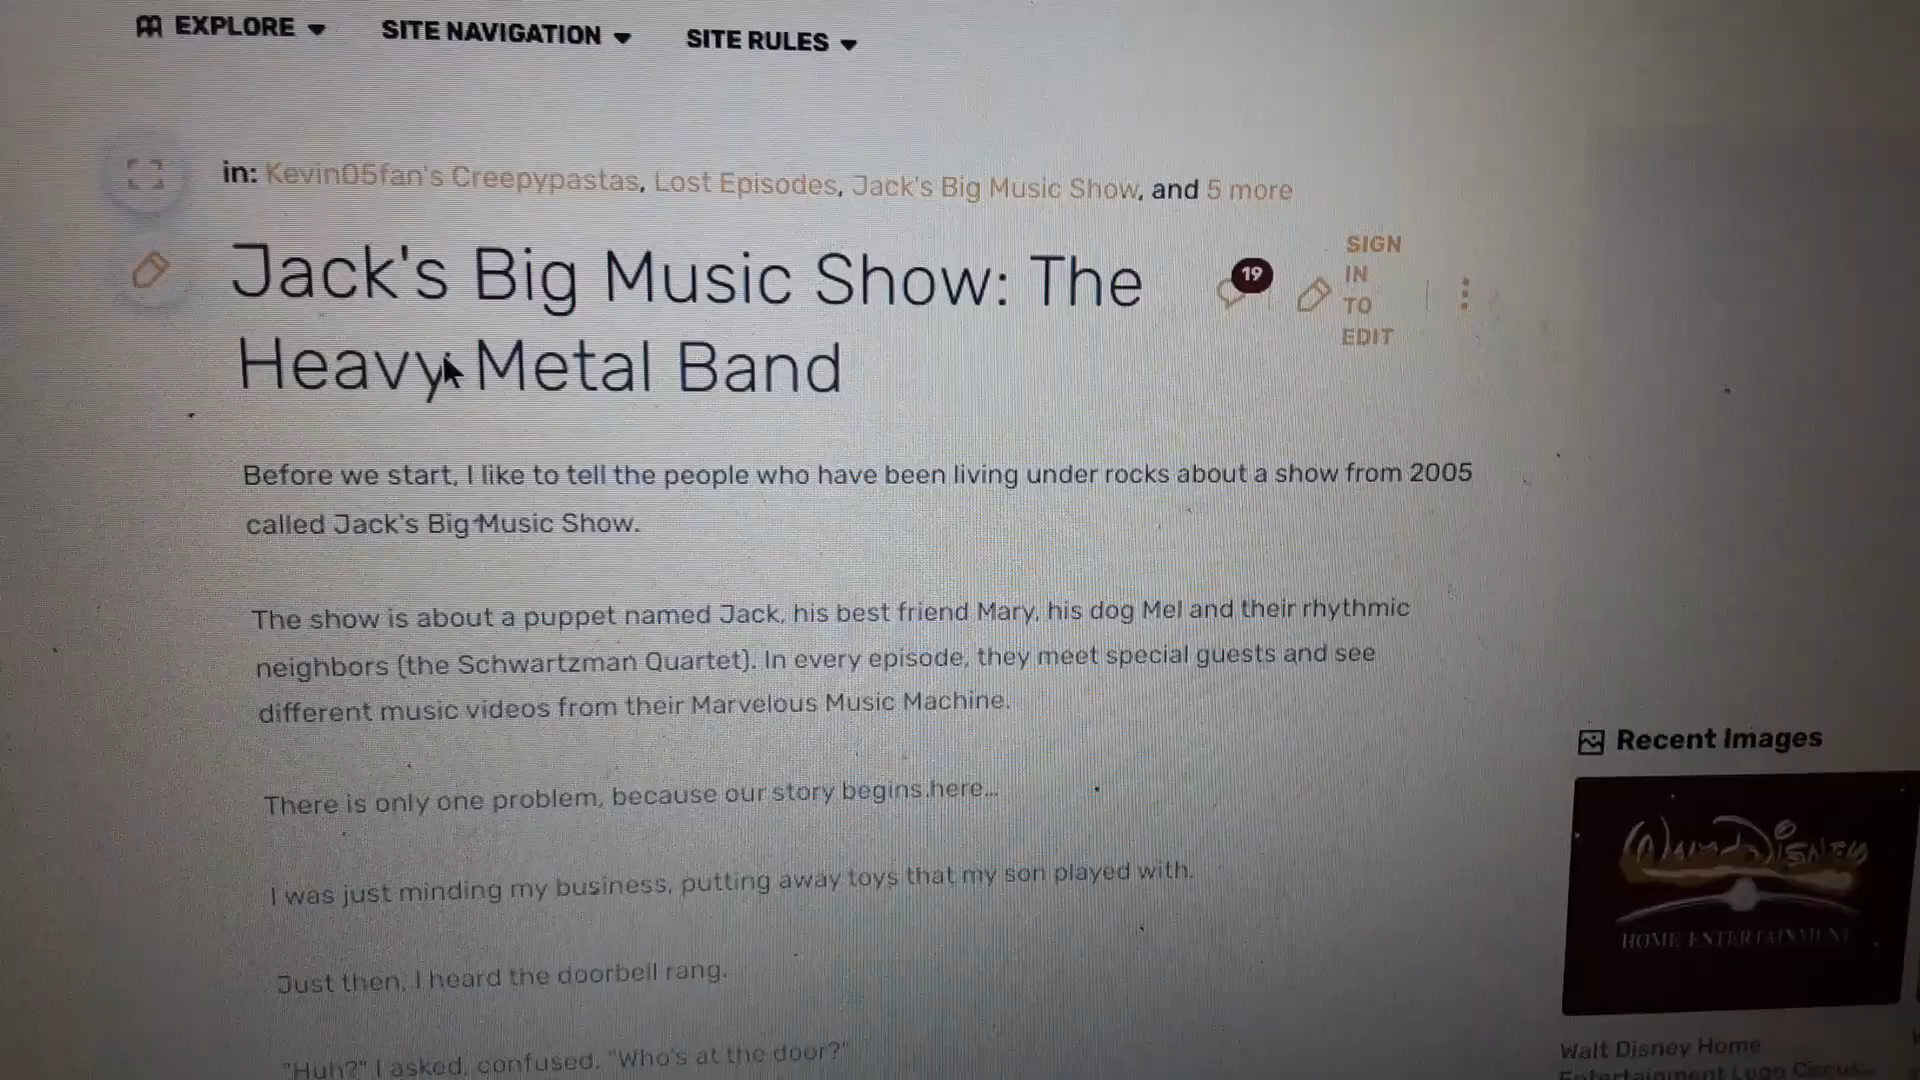 EXPLORE
SITE NAVIGATION
SITE RULES
in: Kevin05fan's Creepypastas, Lost Episodes, Jack's Big Music Show, and 5 more
Jack's Big Music Show: The
Heavy Metal Band
19
SIGN
IN
TO
EDIT
Before we start, I like to tell the people who have been living under rocks about a show from 2005
called Jack's Big Music Show.
The show is about a puppet named Jack, his best friend Mary, his dog Mel and their rhythmic
neighbors (the Schwartzman Quartet). In every episode, they meet special guests and see
different music videos from their Marvelous Music Machine.
There is only one problem, because our story begins here...
I was just minding my business, putting away toys that my son played with.
Just then, I heard the doorbell rang.
"Huh?" I asked, confused. "Who's at the door?"
Recent Images
Walt Disney
HOME ENTERTAINMENT
Walt Disney Home
Entertainment Logo